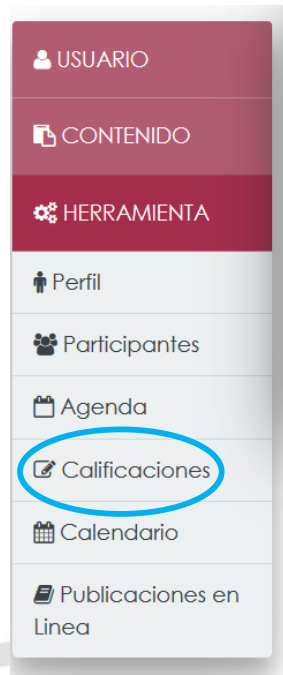 USUARIO
CONTENIDO
HERRAMIENTA
Perfil
Participantes
Agenda
Calificaciones
Calendario
Publicaciones en
Linea